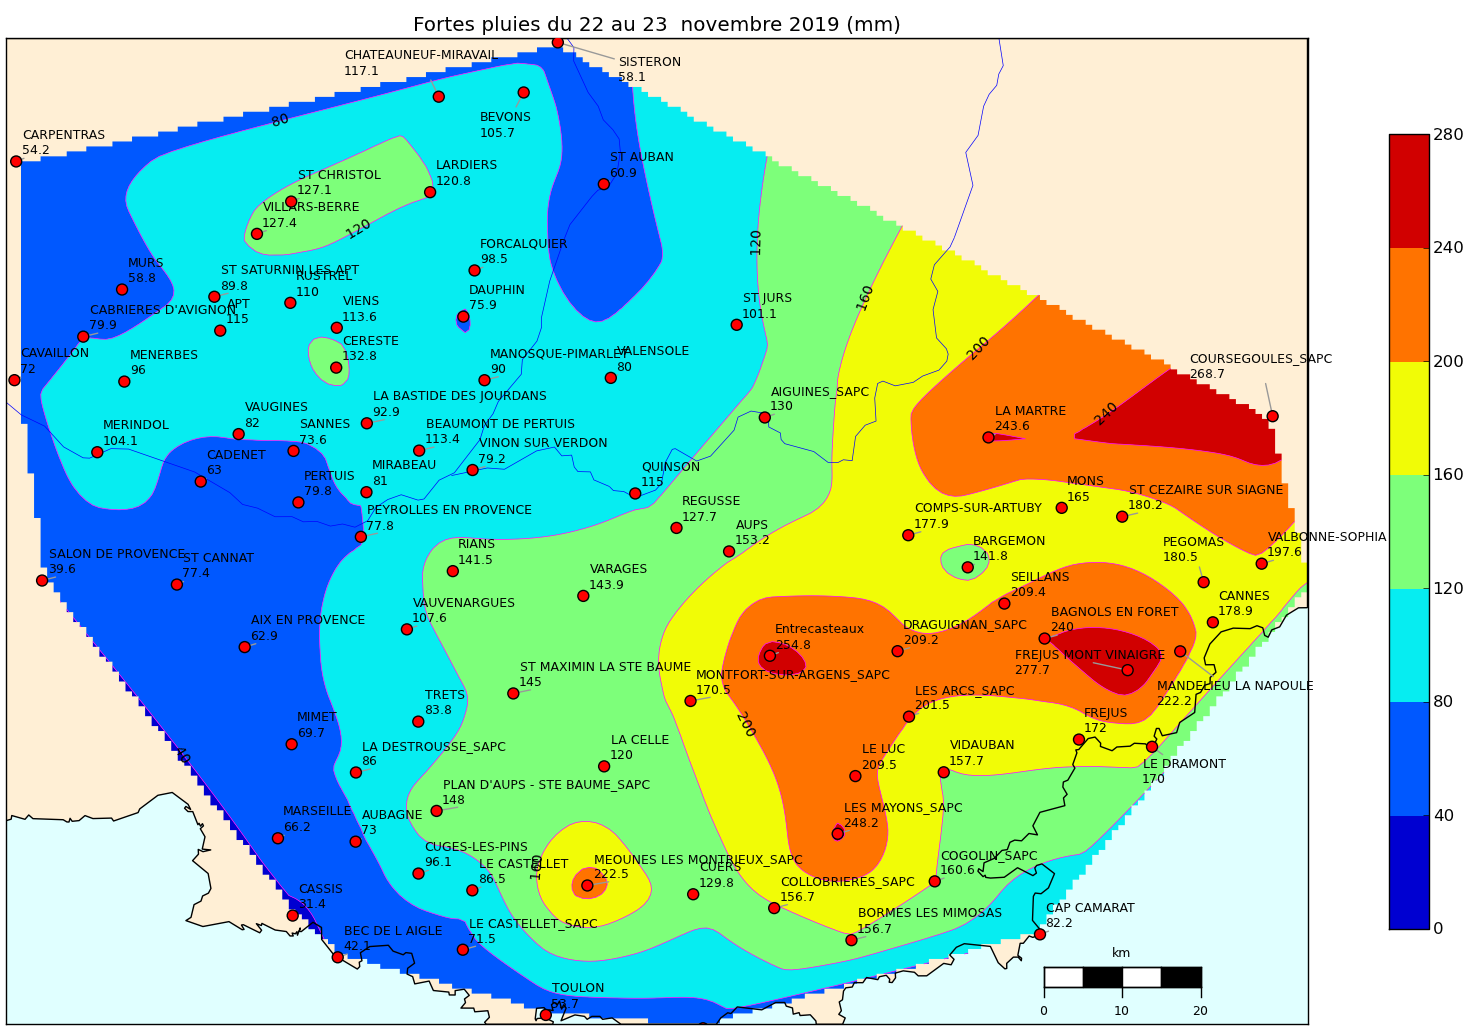 Fortes pluies du 22 au 23 novembre 2019 (mm)
CHATEAUNEUF-MIRAVAIL
117.1
SISTERON
58.1
BEVONS
105.7
CARPENTRAS
54.2
80
ST AUBAN
60.9
LARDIERS
120.8
ST CHRISTOL
127.1
VILLARS-BERRE
127.4
120
120
FORCALQUIER
98.5
MURS
58.8
ST SATURNIN LES APT
89.8
RUSTREL
110
DAUPHIN
75.9
ST JURS
101.1
160
CABRIERES D'AVIGNON
79.9
APT
115
VIENS
113.6
CERESTE
132.8
200
CAVAILLON
72
MENERBES
96
MANOSQUE-PIMARLET
90
VALENSOLE
80
COURSEGOULES_SAPC
268.7
LA BASTIDE DES JOURDANS
92.9
AIGUINES_SAPC
130
LA MARTRE
243.6
240
VAUGINES
82
MERINDOL
104.1
SANNES
73.6
BEAUMONT DE PERTUIS
113.4
VINON SUR VERDON
79.2
CADENET
63
MIRABEAU
81
QUINSON
115
PERTUIS
79.8
MONS
165
ST CEZAIRE SUR SIAGNE
180.2
PEYROLLES EN PROVENCE
77.8
REGUSSE
127.7
COMPS-SUR-ARTUBY
177.9
AUPS
153.2
SALON DE PROVENCE
39.6
ST CANNAT
77.4
RIANS
141.5
BARGEMON
141.8
PEGOMAS
180.5
VALBONNE-SOPHIA
197.6
VARAGES
143.9
SEILLANS
209.4
CANNES
178.9
VAUVENARGUES
107.6
BAGNOLS EN FORET
240
AIX EN PROVENCE
62.9
Entrecasteaux
254.8
DRAGUIGNAN_SAPC
209.2
FREJUS MONT VINAIGRE
277.7
ST MAXIMIN LA STE BAUME
145
MONTFORT-SUR-ARGENS_SAPC
170.5
MANDELIEU LA NAPOULE
222.2
TRETS
83.8
LES ARCS_SAPC
201.5
200
MIMET
69.7
FREJUS
172
40
LA DESTROUSSE_SAPC
86
LA CELLE
120
LE LUC
209.5
VIDAUBAN
157.7
LE DRAMONT
170
PLAN D'AUPS - STE BAUME_SAPC
148
MARSEILLE
66.2
AUBAGNE
73
LES MAYONS_SAPC
248.2
CUGES-LES-PINS
96.1
160
LE CASTELLET
86.5
MEOUNES LES MONTRIEUX_SAPC
222.5
CUERS
129.8
COGOLIN_SAPC
160.6
CASSIS
31.4
COLLOBRIERES_SAPC
156.7
LE CASTELLET_SAPC
71.5
BORMES LES MIMOSAS
156.7
CAP CAMARAT
82.2
BEC DE L AIGLE
42.1
TOULON
53.7
km
0
10
20
280
240
200
160
120
80
40
0